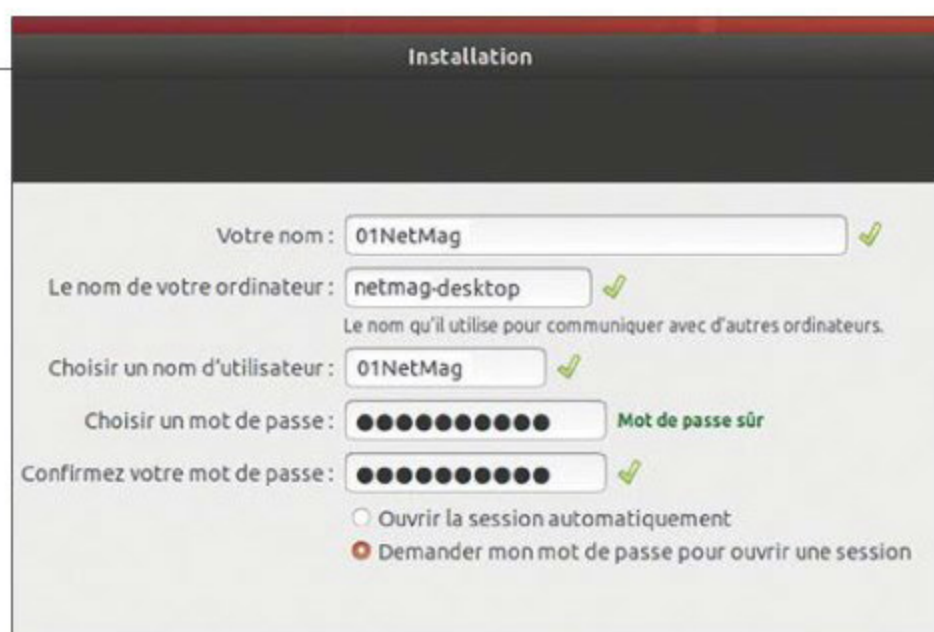 Installation
Votre nom : 01NetMag
Le nom de votre ordinateur : netmag-desktop
Le nom qu'il utilise pour communiquer avec d'autres ordinateurs.
Choisir un nom d'utilisateur : 01NetMag
Choisir un mot de passe : ●●●●●●●●●● Mot de passe sûr
Confirmez votre mot de passe : ●●●●●●●●●●
Ouvrir la session automatiquement
Demander mon mot de passe pour ouvrir une session